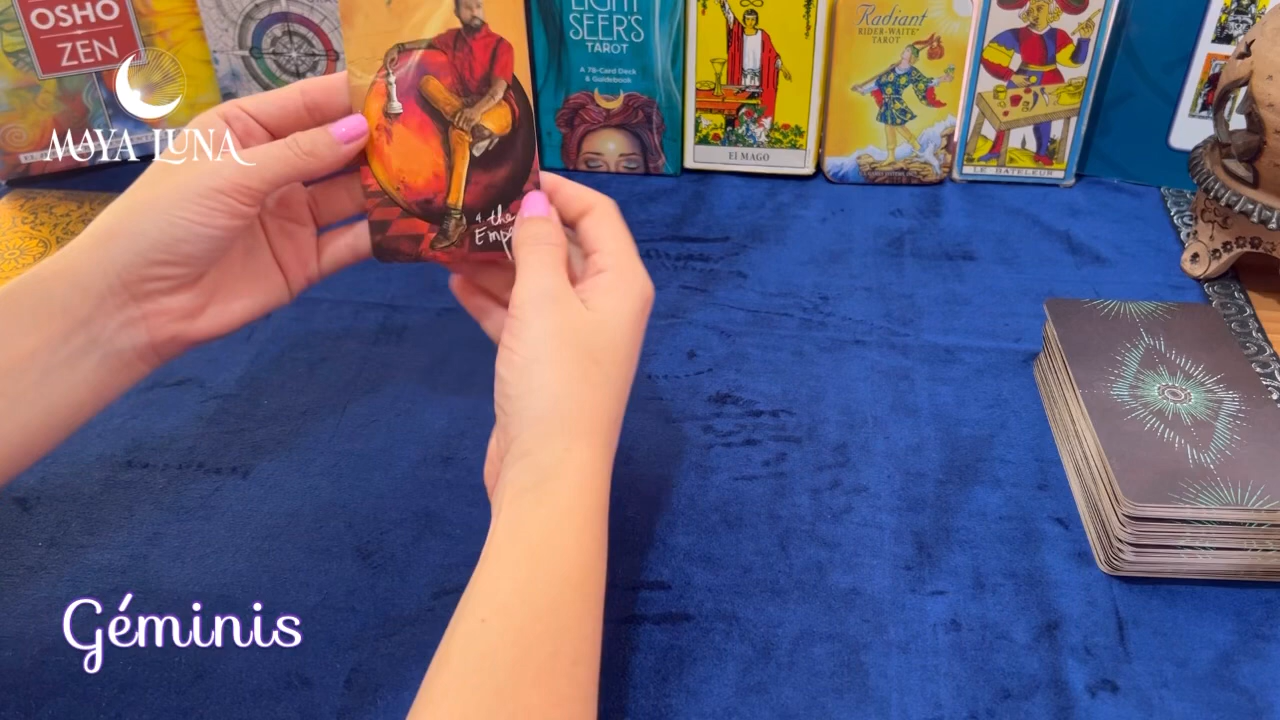 OSHO
ZEN
MOYA LUNA
LIGHT
SEER'S
TAROT
A 78-Card Deck
& Guidebook
EL MAGO
Radiant
RIDER-WAITE
TAROT
LE BATELEUR
4 the
Emp
Géminis